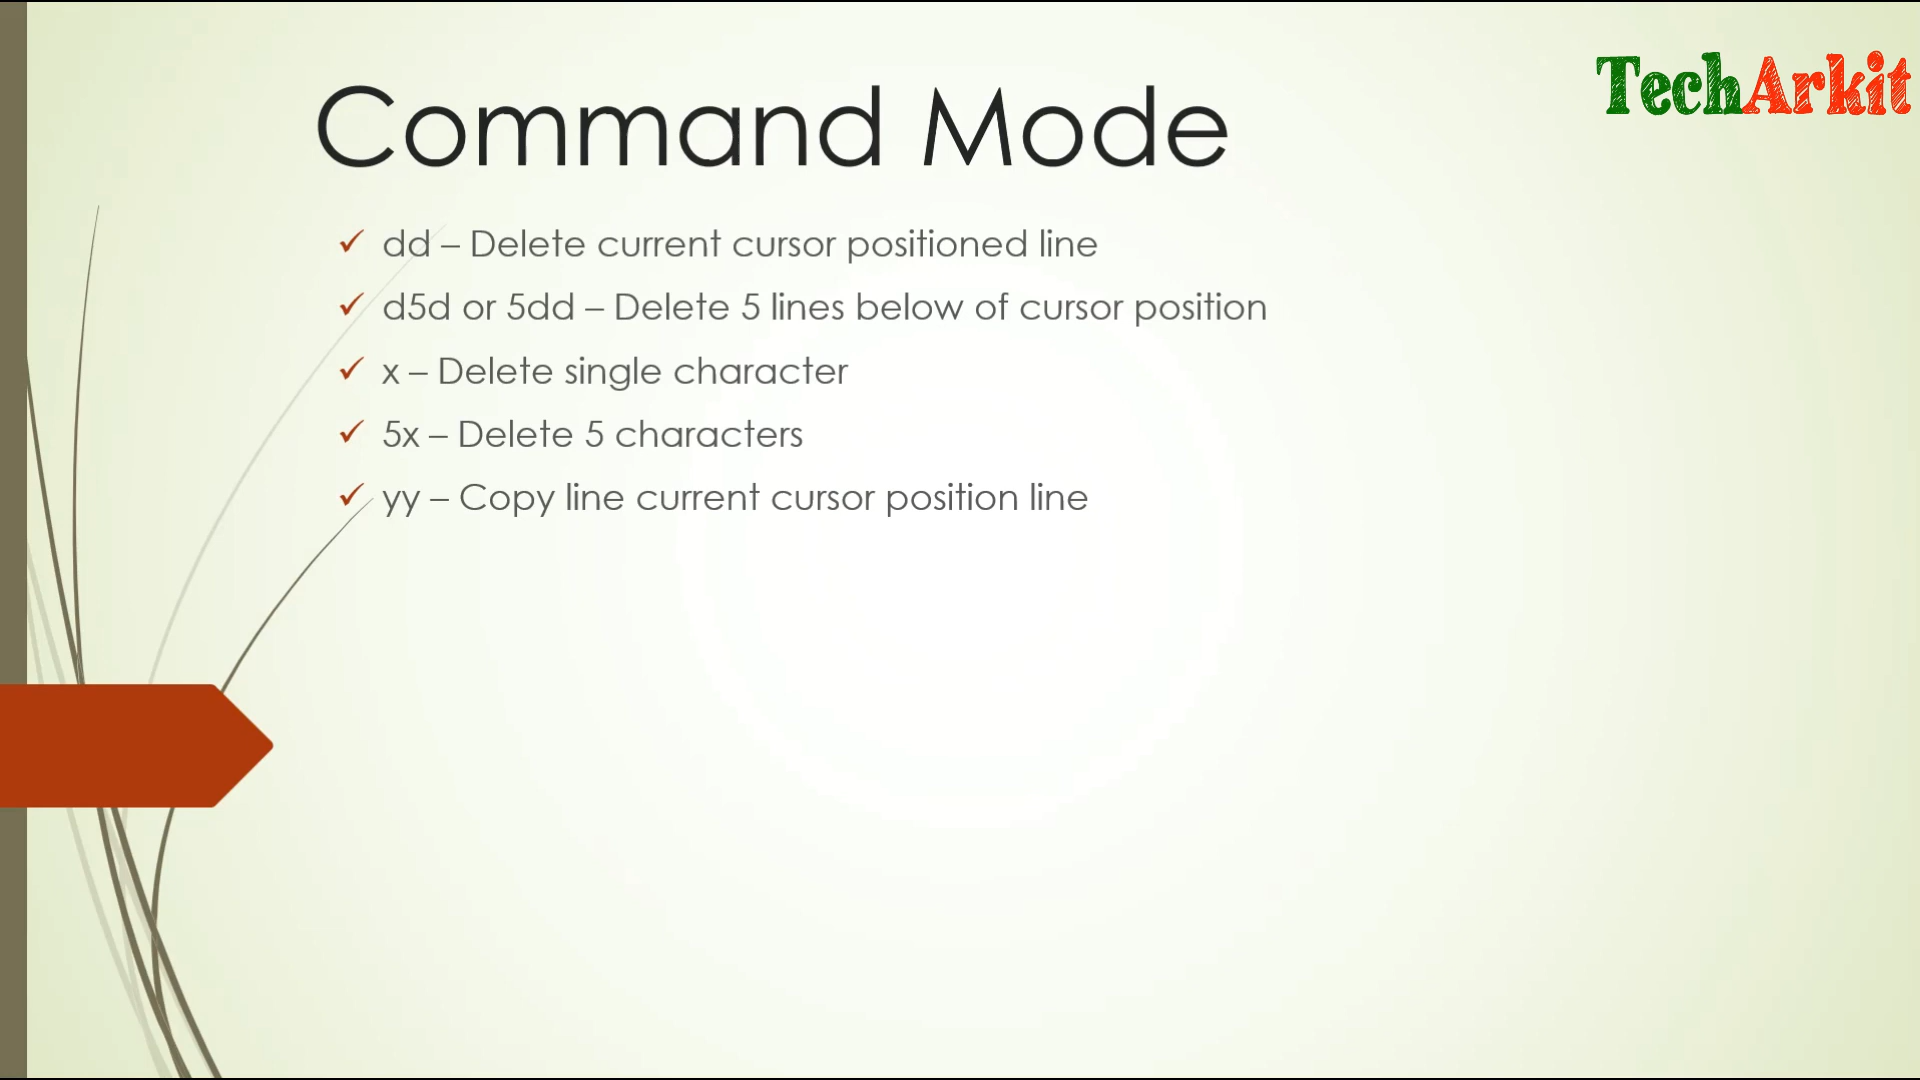 TechArkit
Command Mode
✓ dd – Delete current cursor positioned line
✓ d5d or 5dd – Delete 5 lines below of cursor position
✓ x – Delete single character
✓ 5x – Delete 5 characters
✓ yy – Copy line current cursor position line